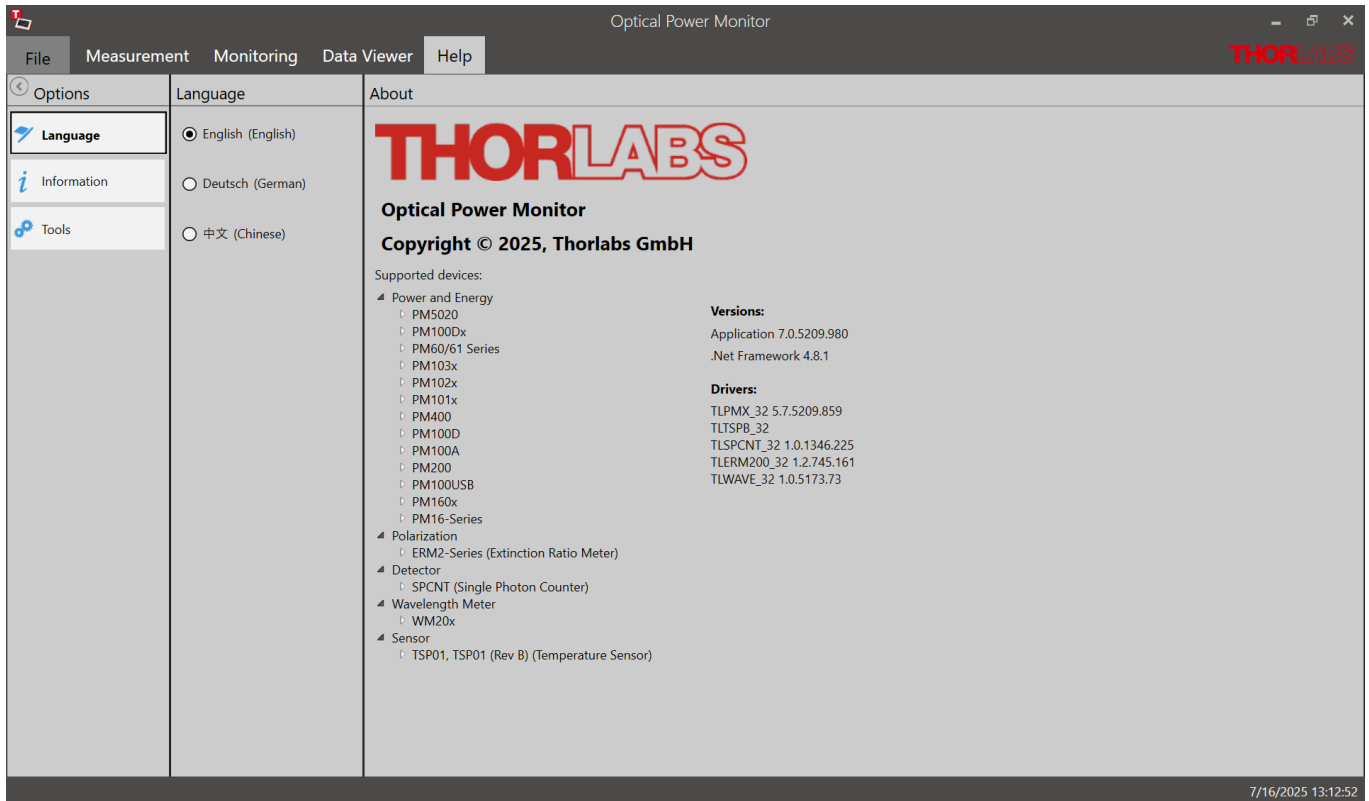 Optical Power Monitor
File Measurement Monitoring Data Viewer Help
THORLABS
Options
Language
Information
Tools
Language
English (English)
Deutsch (German)
中文 (Chinese)
About
THORLABS
Optical Power Monitor
Copyright © 2025, Thorlabs GmbH
Supported devices:
Power and Energy
PM5020
PM100Dx
PM60/61 Series
PM103x
PM102x
PM101x
PM400
PM100D
PM100A
PM200
PM100USB
PM160x
PM16-Series
Polarization
ERM2-Series (Extinction Ratio Meter)
Detector
SPCNT (Single Photon Counter)
Wavelength Meter
WM20x
Sensor
TSP01, TSP01 (Rev B) (Temperature Sensor)
Versions:
Application 7.0.5209.980
.Net Framework 4.8.1
Drivers:
TLPMX_32 5.7.5209.859
TLTSPB_32
TLSPCNT_32 1.0.1346.225
TLERM200_32 1.2.745.161
TLWAVE_32 1.0.5173.73
7/16/2025 13:12:52